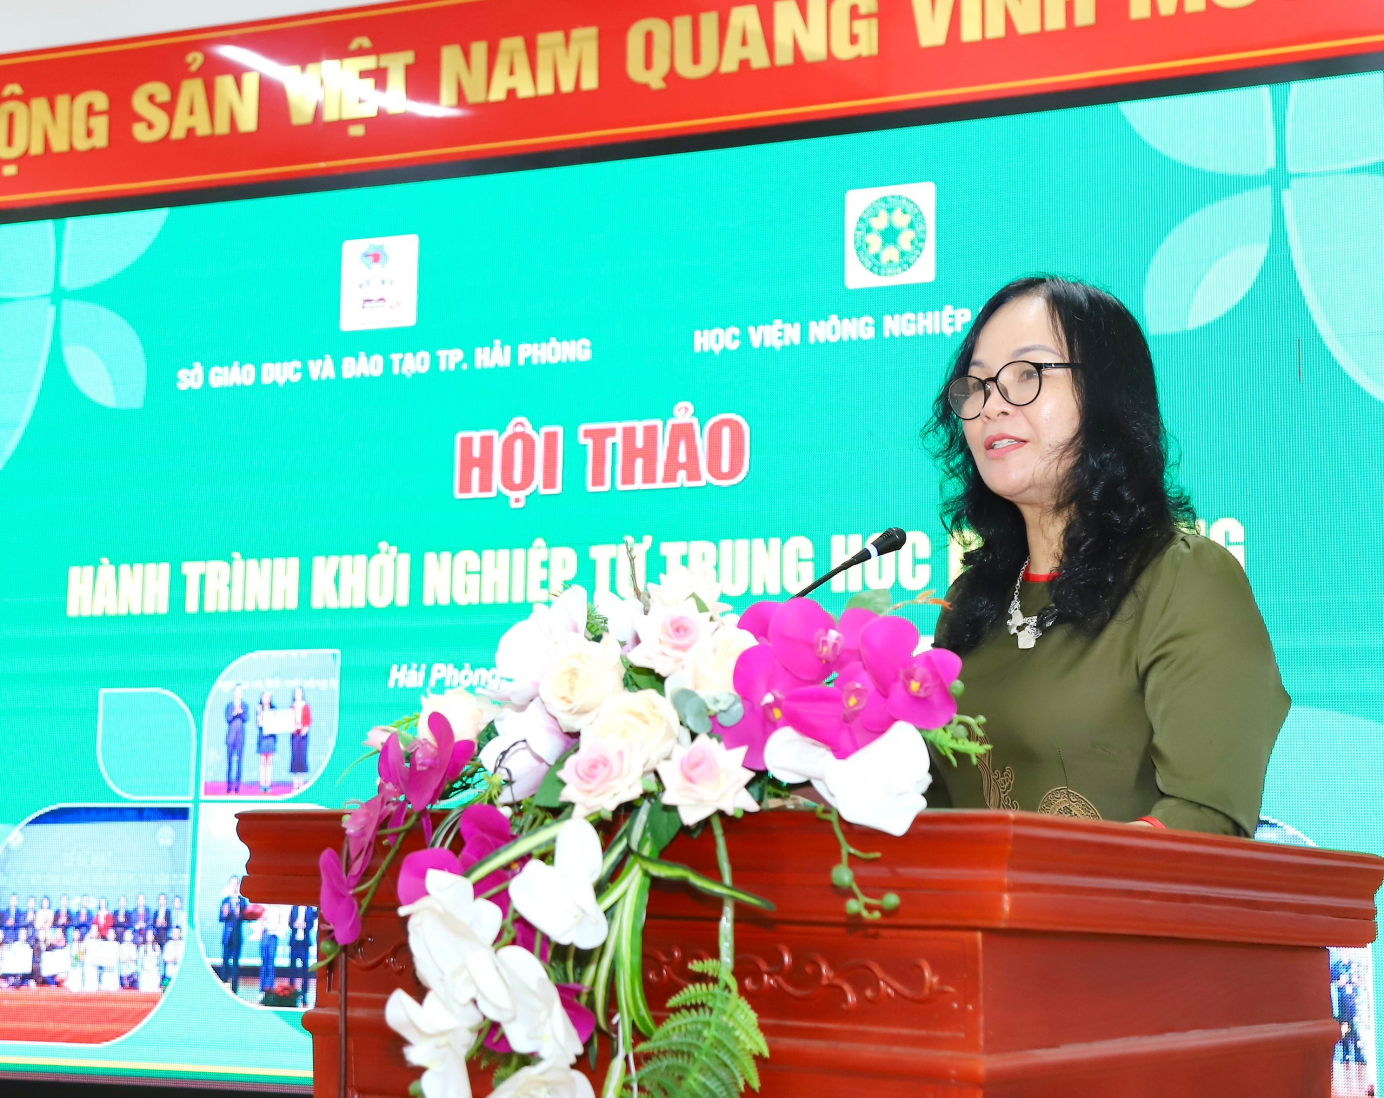 ỘNG SẢN VIỆT NAM QUANG VINH M
SỞ GIÁO DỤC VÀ ĐÀO TẠO TP. HẢI PHÒNG
HỌC VIỆN NÔNG NGHIỆP
HỘI THẢO
HÀNH TRÌNH KHỞI NGHIỆP TỪ TRUNG HỌC
Hải Phòng